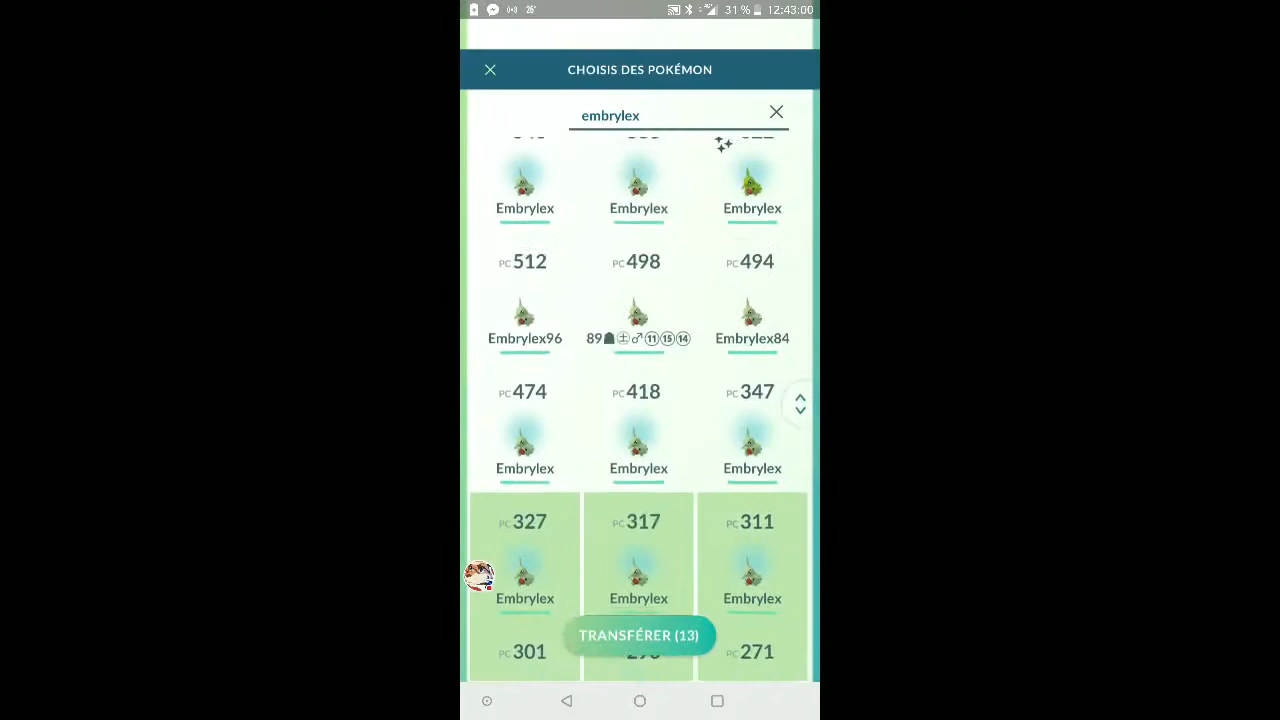 26°
31 %
12:43:00
CHOISIS DES POKÉMON
embrylex
Embrylex Embrylex Embrylex
PC 512 PC 498 PC 494
Embrylex96 89☗♂⑪⑮⑭ Embrylex84
PC 474 PC 418 PC 347
Embrylex Embrylex Embrylex
PC 327 PC 317 PC 311
Embrylex Embrylex Embrylex
TRANSFÉRER (13)
PC 301 PC 271